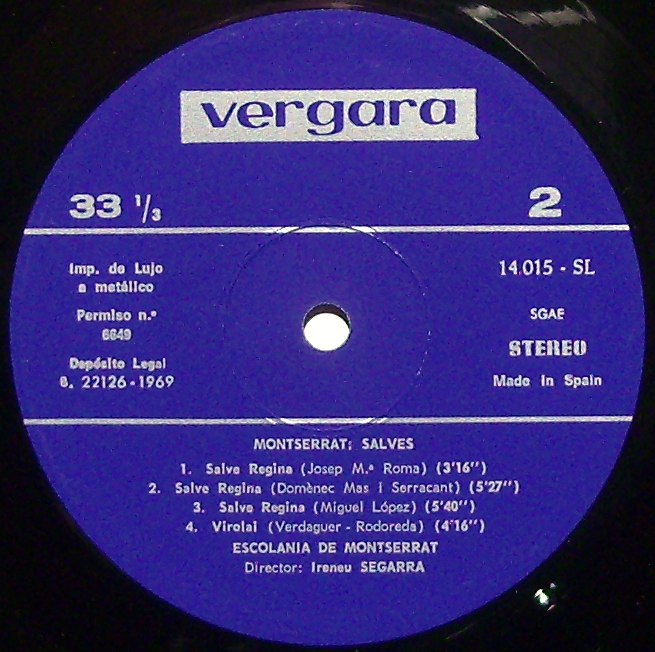 vergara
33 1/3
2
Imp. de Lujo
a metálico
Permiso n.º
6649
Depósito Legal
B. 22126-1969
14.015 - SL
SGAE
STEREO
Made in Spain
MONTSERRAT: SALVES
1. Salve Regina (Josep M.ª Roma) (3'16'')
2. Salve Regina (Domènec Mas i Serracant) (5'27'')
3. Salve Regina (Miguel López) (5'40'')
4. Virolai (Verdaguer - Rodoreda) (4'16'')
ESCOLANIA DE MONTSERRAT
Director: Ireneu SEGARRA